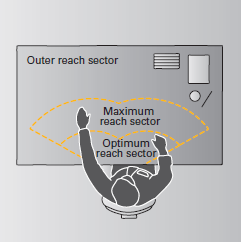 Outer reach sector
Maximum
reach sector
Optimum
reach sector